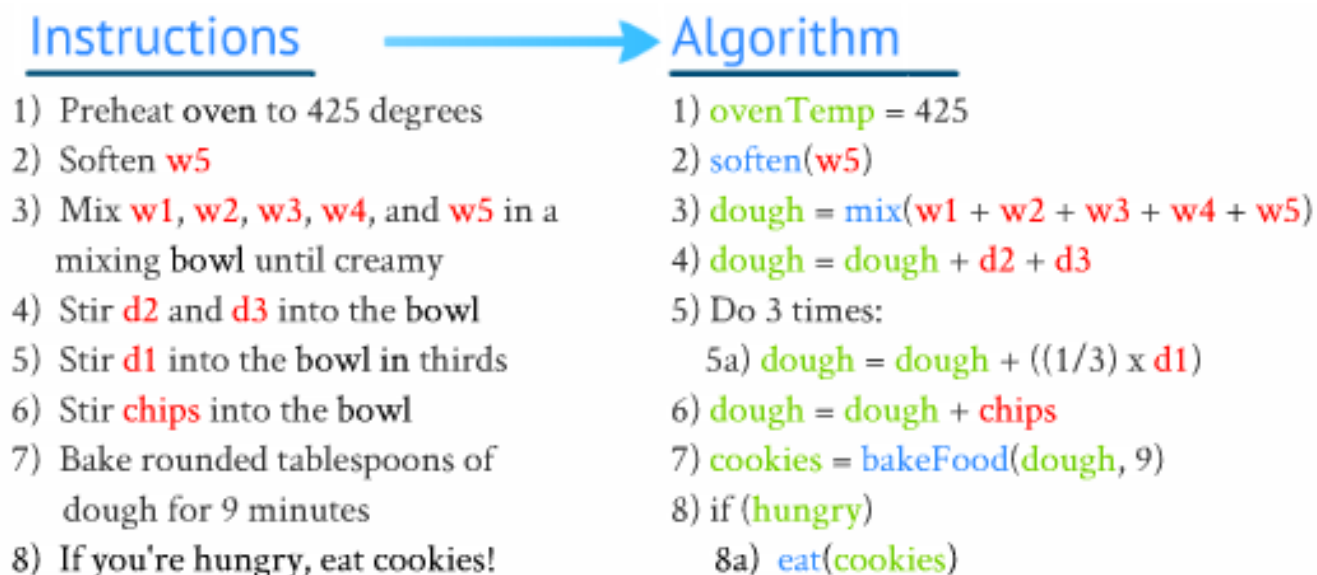 Instructions
1) Preheat oven to 425 degrees
2) Soften w5
3) Mix w1, w2, w3, w4, and w5 in a
mixing bowl until creamy
4) Stir d2 and d3 into the bowl
5) Stir d1 into the bowl in thirds
6) Stir chips into the bowl
7) Bake rounded tablespoons of
dough for 9 minutes
8) If you're hungry, eat cookies!
Algorithm
1) ovenTemp = 425
2) soften(w5)
3) dough = mix(w1 + w2 + w3 + w4 + w5)
4) dough = dough + d2 + d3
5) Do 3 times:
5a) dough = dough + ((1/3) x d1)
6) dough = dough + chips
7) cookies = bakeFood(dough, 9)
8) if (hungry)
8a) eat(cookies)